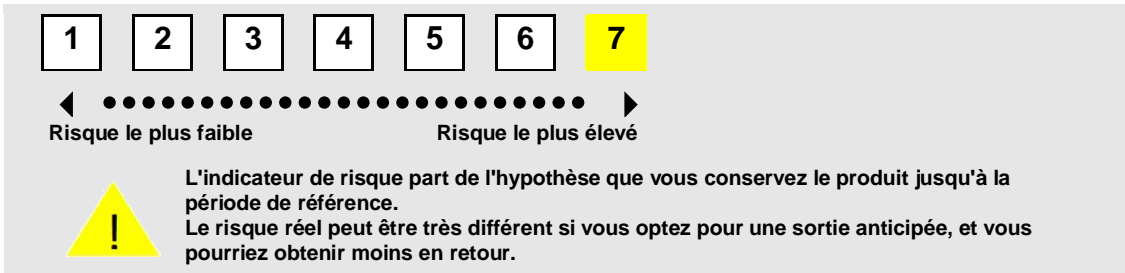 1 2 3 4 5 6 7
Risque le plus faible Risque le plus élevé
L'indicateur de risque part de l'hypothèse que vous conservez le produit jusqu'à la
période de référence.
Le risque réel peut être très différent si vous optez pour une sortie anticipée, et vous
pourriez obtenir moins en retour.
!